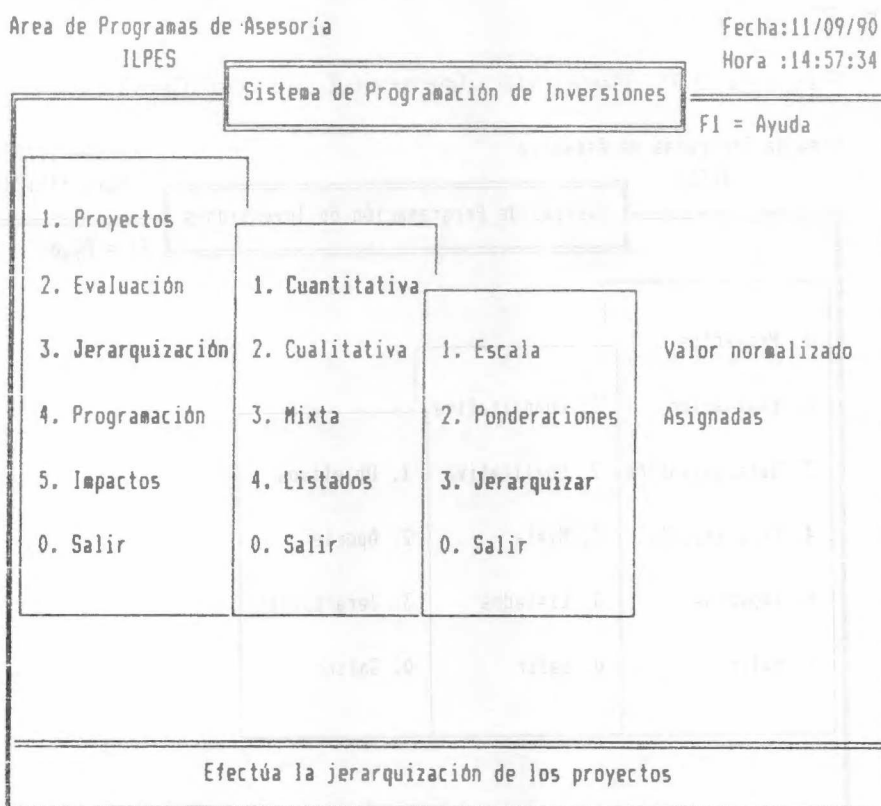 Area de Programas de Asesoría Fecha:11/09/90
ILPES Hora :14:57:34
Sistema de Programación de Inversiones
F1 = Ayuda
1. Proyectos
2. Evaluación 1. Cuantitativa
3. Jerarquización 2. Cualitativa 1. Escala Valor normalizado
4. Programación 3. Mixta 2. Ponderaciones Asignadas
5. Impactos 4. Listados 3. Jerarquizar
0. Salir 0. Salir 0. Salir
Efectúa la jerarquización de los proyectos